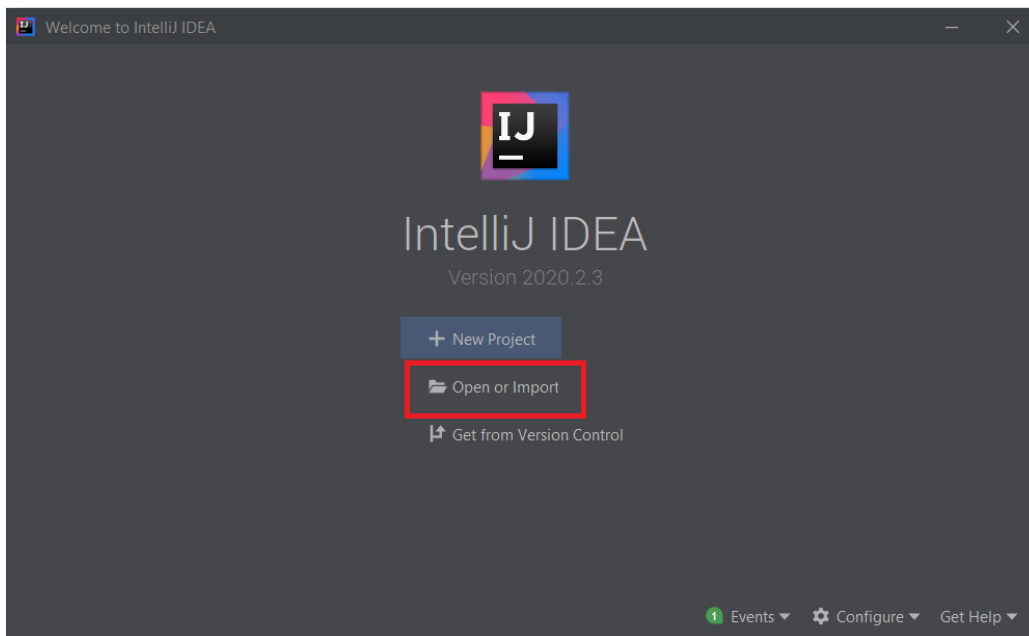 Welcome to IntelliJ IDEA
IJ
IntelliJ IDEA
Version 2020.2.3
New Project
Open or Import
Get from Version Control
1 Events Configure Get Help